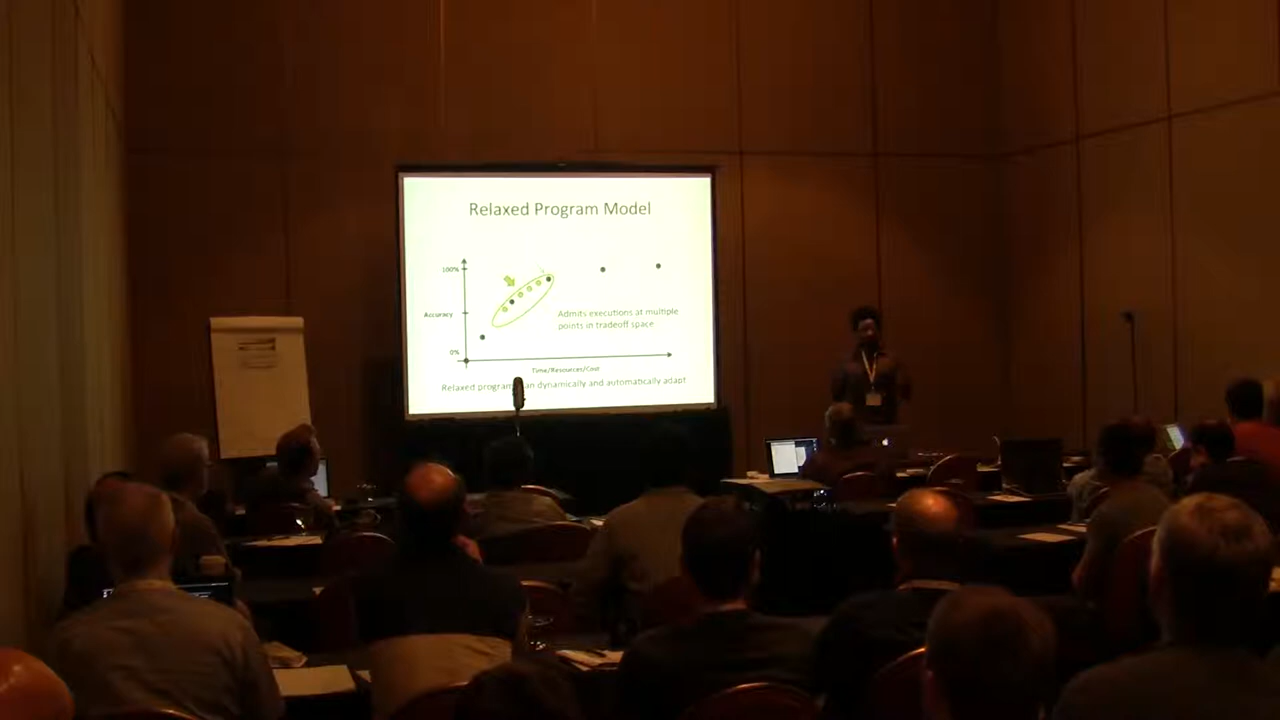 Relaxed Program Model
100%
Accuracy
Admits executions at multiple
points in tradeoff space
0%
Time/Resources/Cost
Relaxed program an dynamically and automatically adapt